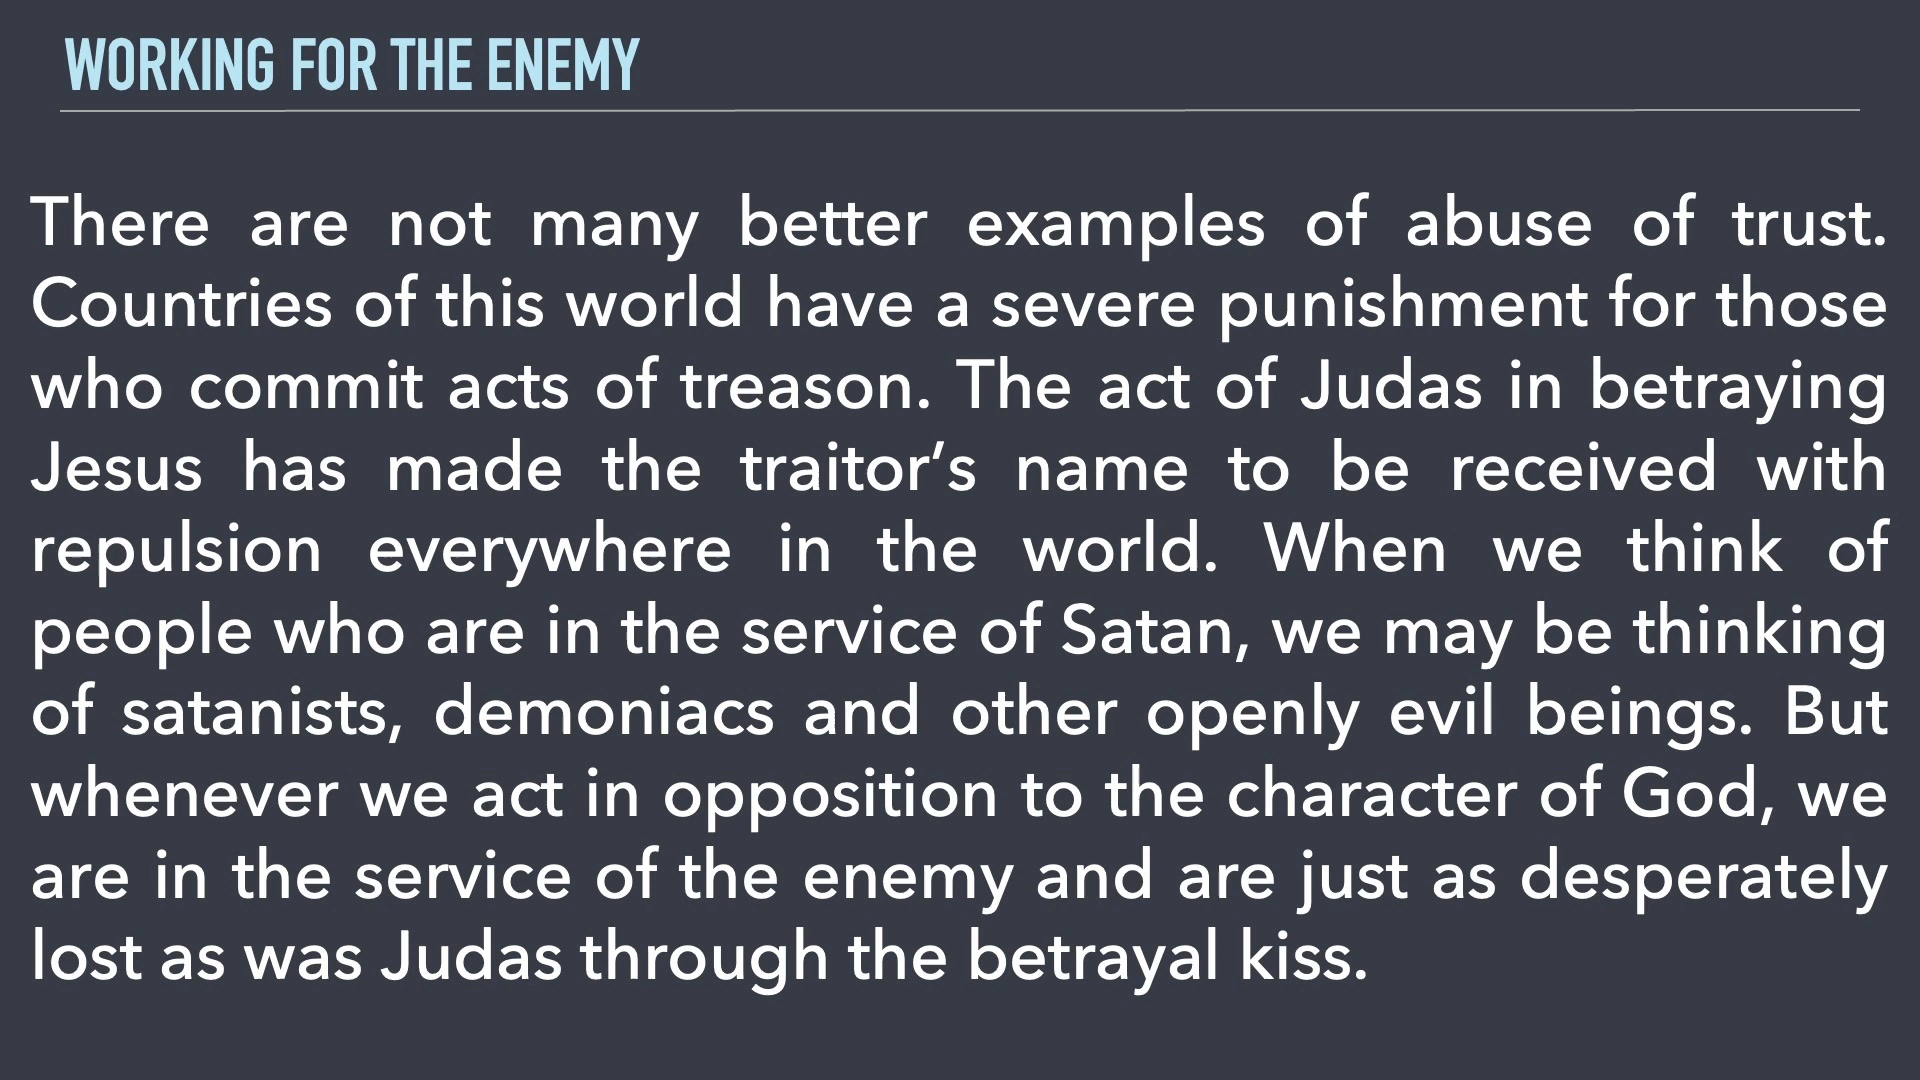 WORKING FOR THE ENEMY
There are not many better examples of abuse of trust.
Countries of this world have a severe punishment for those
who commit acts of treason. The act of Judas in betraying
Jesus has made the traitor’s name to be received with
repulsion everywhere in the world. When we think of
people who are in the service of Satan, we may be thinking
of satanists, demoniacs and other openly evil beings. But
whenever we act in opposition to the character of God, we
are in the service of the enemy and are just as desperately
lost as was Judas through the betrayal kiss.